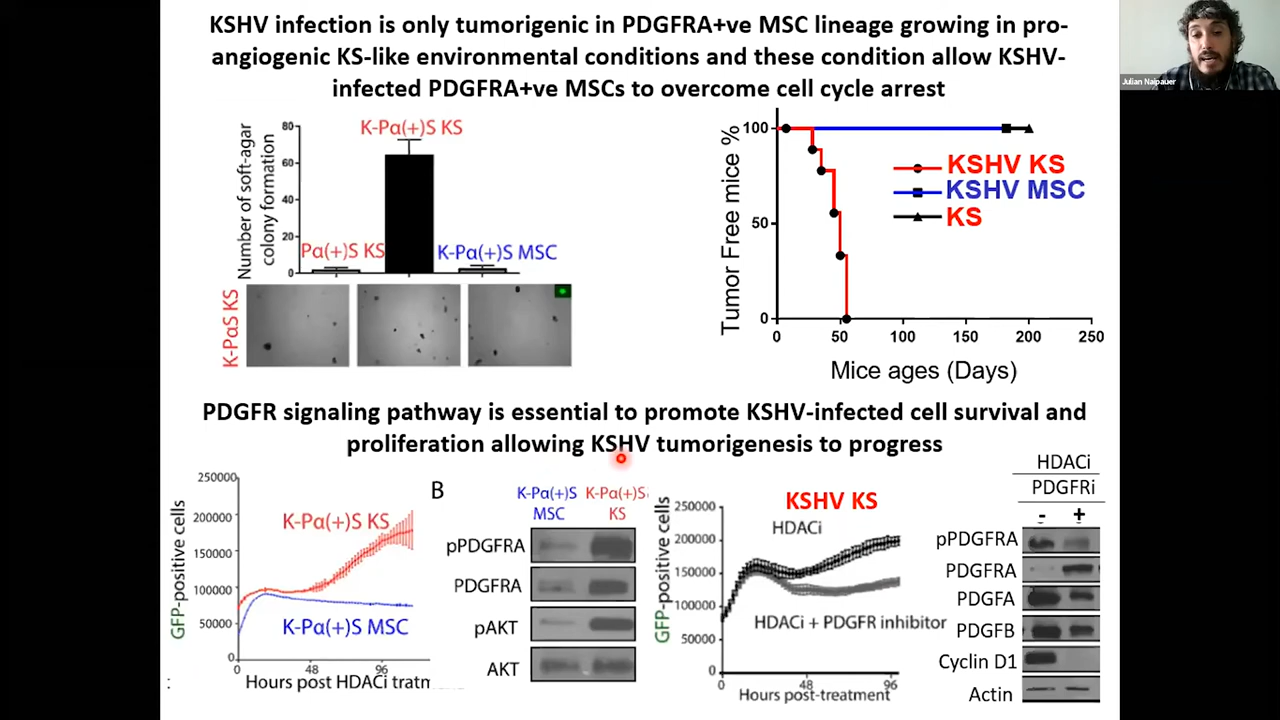 KSHV infection is only tumorigenic in PDGFRA+ve MSC lineage growing in pro-
angiogenic KS-like environmental conditions and these condition allow KSHV-
infected PDGFRA+ve MSCs to overcome cell cycle arrest
Julian Naipauer
Number of soft-agar
colony formation
80
60
40
20
0
K-Pα(+)S KS
Pα(+)S KS
K-Pα(+)S MSC
K-PαS KS
Tumor Free mice %
100
50
0
KSHV KS
KSHV MSC
KS
0 50 100 150 200 250
Mice ages (Days)
PDGFR signaling pathway is essential to promote KSHV-infected cell survival and
proliferation allowing KSHV tumorigenesis to progress
GFP-positive cells
250000
200000
150000
100000
50000
0
K-Pα(+)S KS
K-Pα(+)S MSC
0 48 96
Hours post HDACi tratm
:
B
K-Pα(+)S K-Pα(+)S
MSC KS
pPDGFRA
PDGFRA
pAKT
AKT
GFP-positive cells
250000
200000
150000
100000
50000
0
KSHV KS
HDACi
HDACi + PDGFR inhibitor
0 48 96
Hours post-treatment
HDACi
PDGFRi
- +
pPDGFRA
PDGFRA
PDGFA
PDGFB
Cyclin D1
Actin